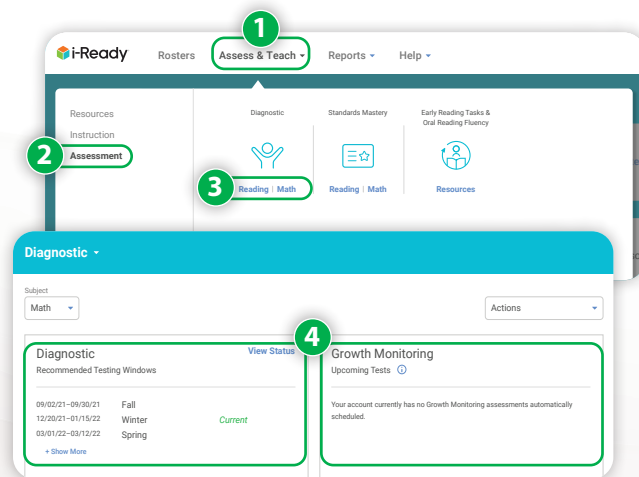 1
i-Ready Rosters Assess & Teach Reports Help
Resources
Instruction
2 Assessment
Diagnostic
Standards Mastery
Early Reading Tasks &
Oral Reading Fluency
3 Reading | Math
Reading | Math
Resources
Diagnostic
Subject
Math
Actions
4
Diagnostic View Status
Recommended Testing Windows
09/02/21–09/30/21 Fall
12/20/21–01/15/22 Winter Current
03/01/22–03/12/22 Spring
+ Show More
Growth Monitoring
Upcoming Tests
Your account currently has no Growth Monitoring assessments automatically
scheduled.